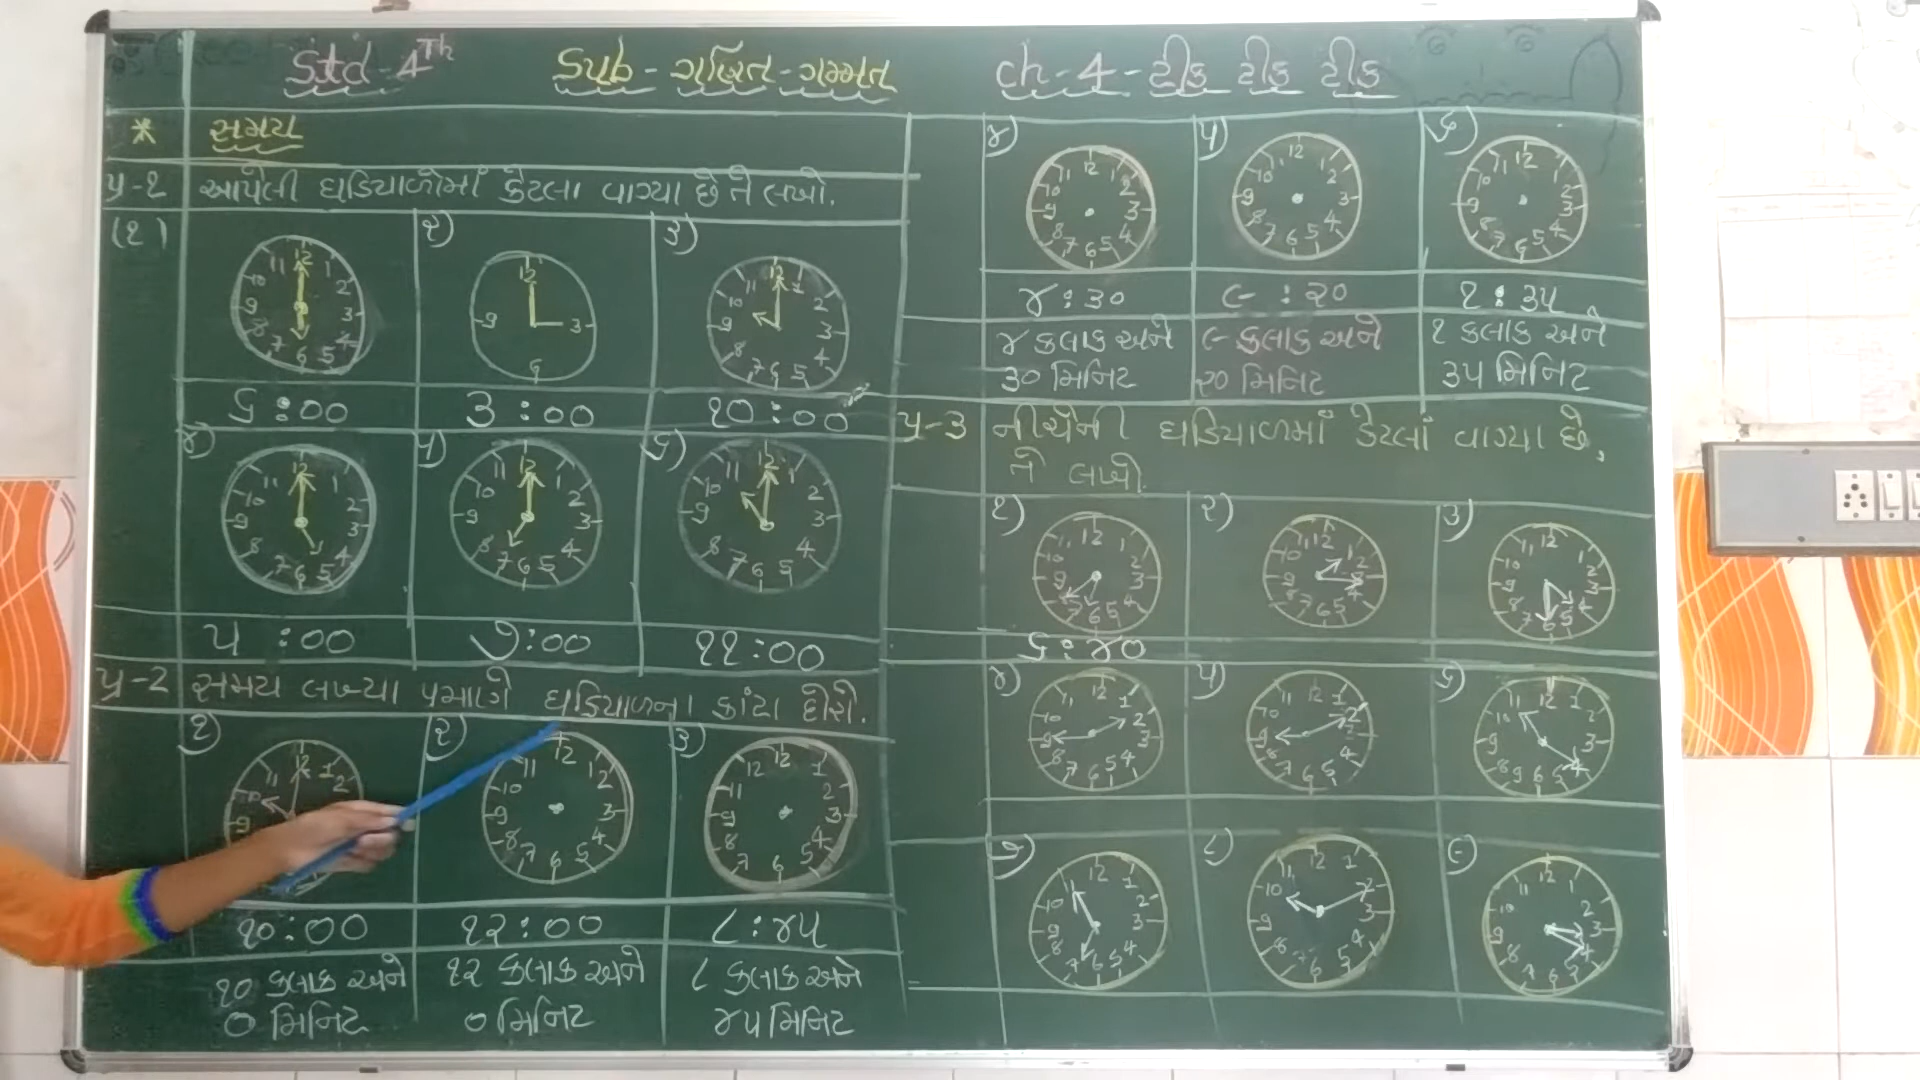 Std-4Th Sub-ગણિત-ગમ્મત ch-4-ટીક ટીક ટીક
* સમય
પ્ર-૧ આપેલી ઘડિયાળોમાં કેટલા વાગ્યા છે તે લખો.
(૧) ૨) ૩)
૬:૦૦ ૩:૦૦ ૧૦:૦૦
૪) ૫) ૬)
૫:૦૦ ૭:૦૦ ૧૧:૦૦
પ્ર-2 સમય લખ્યા પ્રમાણે ઘડિયાળના કાંટા દોરો.
૧) ૨) ૩)
૧૦:૦૦ ૧૨:૦૦ ૮:૪૫
૧૦ કલાક અને ૧૨ કલાક અને ૮ કલાક અને
૦ મિનિટ ૦ મિનિટ ૪૫ મિનિટ
૪) ૫) ૬)
૪:૩૦ ૯:૨૦ ૧:૩૫
૪ કલાક અને ૯ કલાક અને ૧ કલાક અને
૩૦ મિનિટ ૨૦ મિનિટ ૩૫ મિનિટ
પ્ર-૩ નીચેની ઘડિયાળમાં કેટલાં વાગ્યા છે,
તે લખો.
૧) ૨) ૩)
૬:૪૦
૪) ૫) ૬)
૭) ૮) ૯)